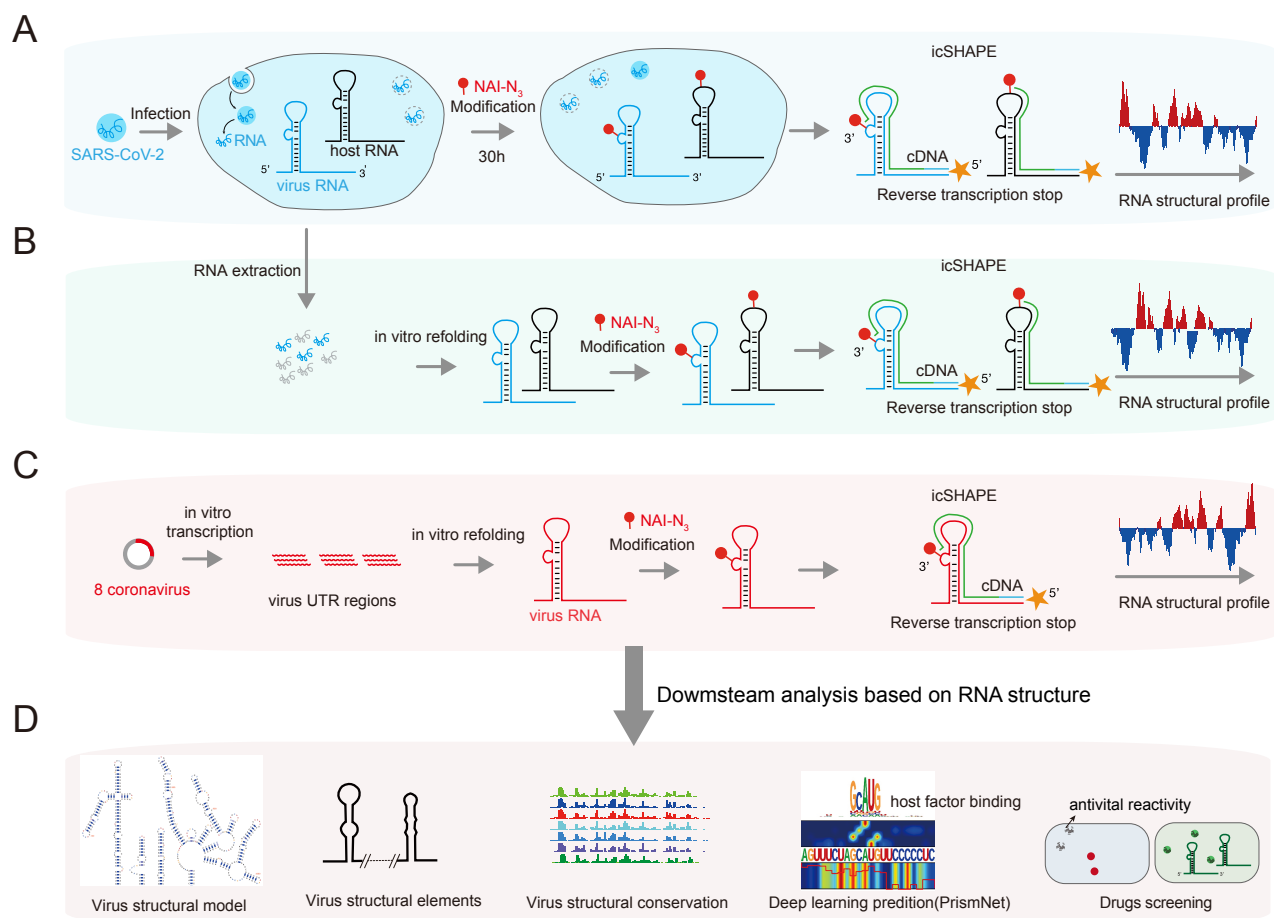 A
icSHAPE
Infection
SARS-CoV-2
RNA
host RNA
5'
3'
virus RNA
NAI-N₃
Modification
30h
5'
3'
3'
cDNA
5'
Reverse transcription stop
RNA structural profile
B
RNA extraction
in vitro refolding
NAI-N₃
Modification
icSHAPE
3'
cDNA
5'
Reverse transcription stop
RNA structural profile
C
8 coronavirus
in vitro
transcription
virus UTR regions
in vitro refolding
virus RNA
NAI-N₃
Modification
icSHAPE
3'
cDNA
5'
Reverse transcription stop
RNA structural profile
Dowmsteam analysis based on RNA structure
D
Virus structural model
Virus structural elements
Virus structural conservation
GCAUG
host factor binding
AGUUUCUAGCAUGUUCCCCCUC
Deep learning predition(PrismNet)
antivital reactivity
5'
3'
Drugs screening